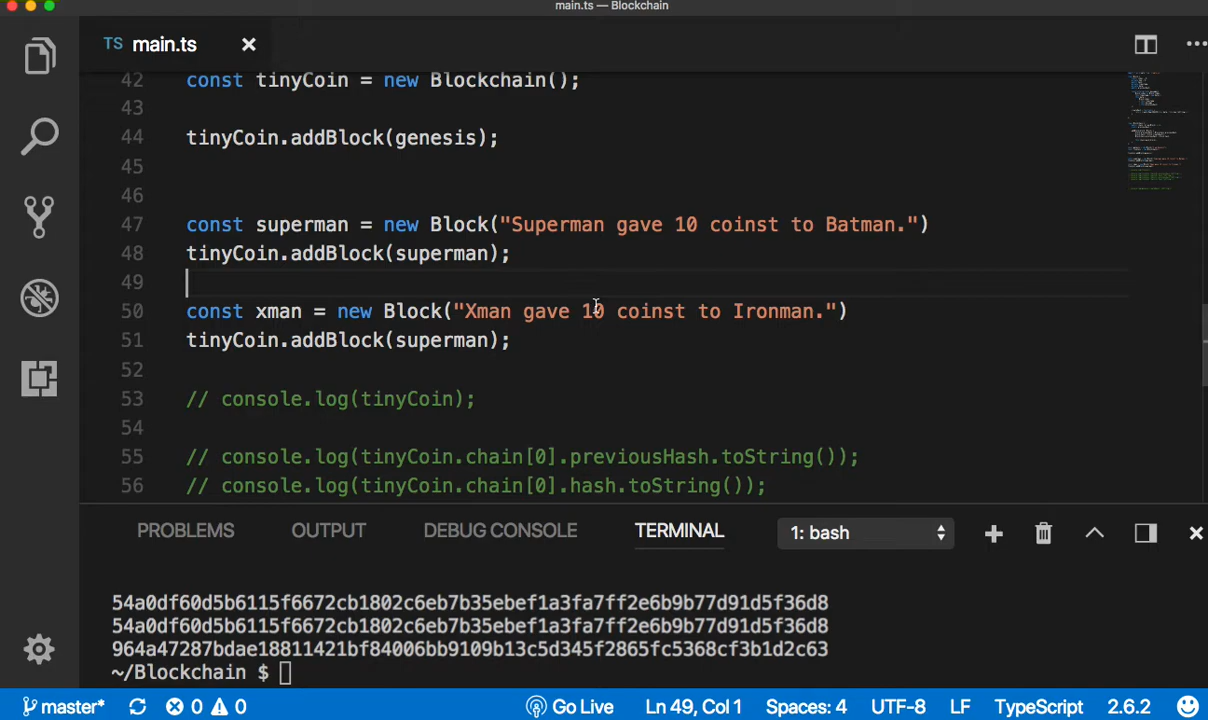 main.ts — Blockchain
TS main.ts
42 const tinyCoin = new Blockchain();
43
44 tinyCoin.addBlock(genesis);
45
46
47 const superman = new Block("Superman gave 10 coinst to Batman.")
48 tinyCoin.addBlock(superman);
49
50 const xman = new Block("Xman gave 10 coinst to Ironman.")
51 tinyCoin.addBlock(superman);
52
53 // console.log(tinyCoin);
54
55 // console.log(tinyCoin.chain[0].previousHash.toString());
56 // console.log(tinyCoin.chain[0].hash.toString());
PROBLEMS OUTPUT DEBUG CONSOLE TERMINAL 1: bash
54a0df60d5b6115f6672cb1802c6eb7b35ebef1a3fa7ff2e6b9b77d91d5f36d8
54a0df60d5b6115f6672cb1802c6eb7b35ebef1a3fa7ff2e6b9b77d91d5f36d8
964a47287bdae18811421bf84006bb9109b13c5d345f2865fc5368cf3b1d2c63
~/Blockchain $
master* 0 0 Go Live Ln 49, Col 1 Spaces: 4 UTF-8 LF TypeScript 2.6.2